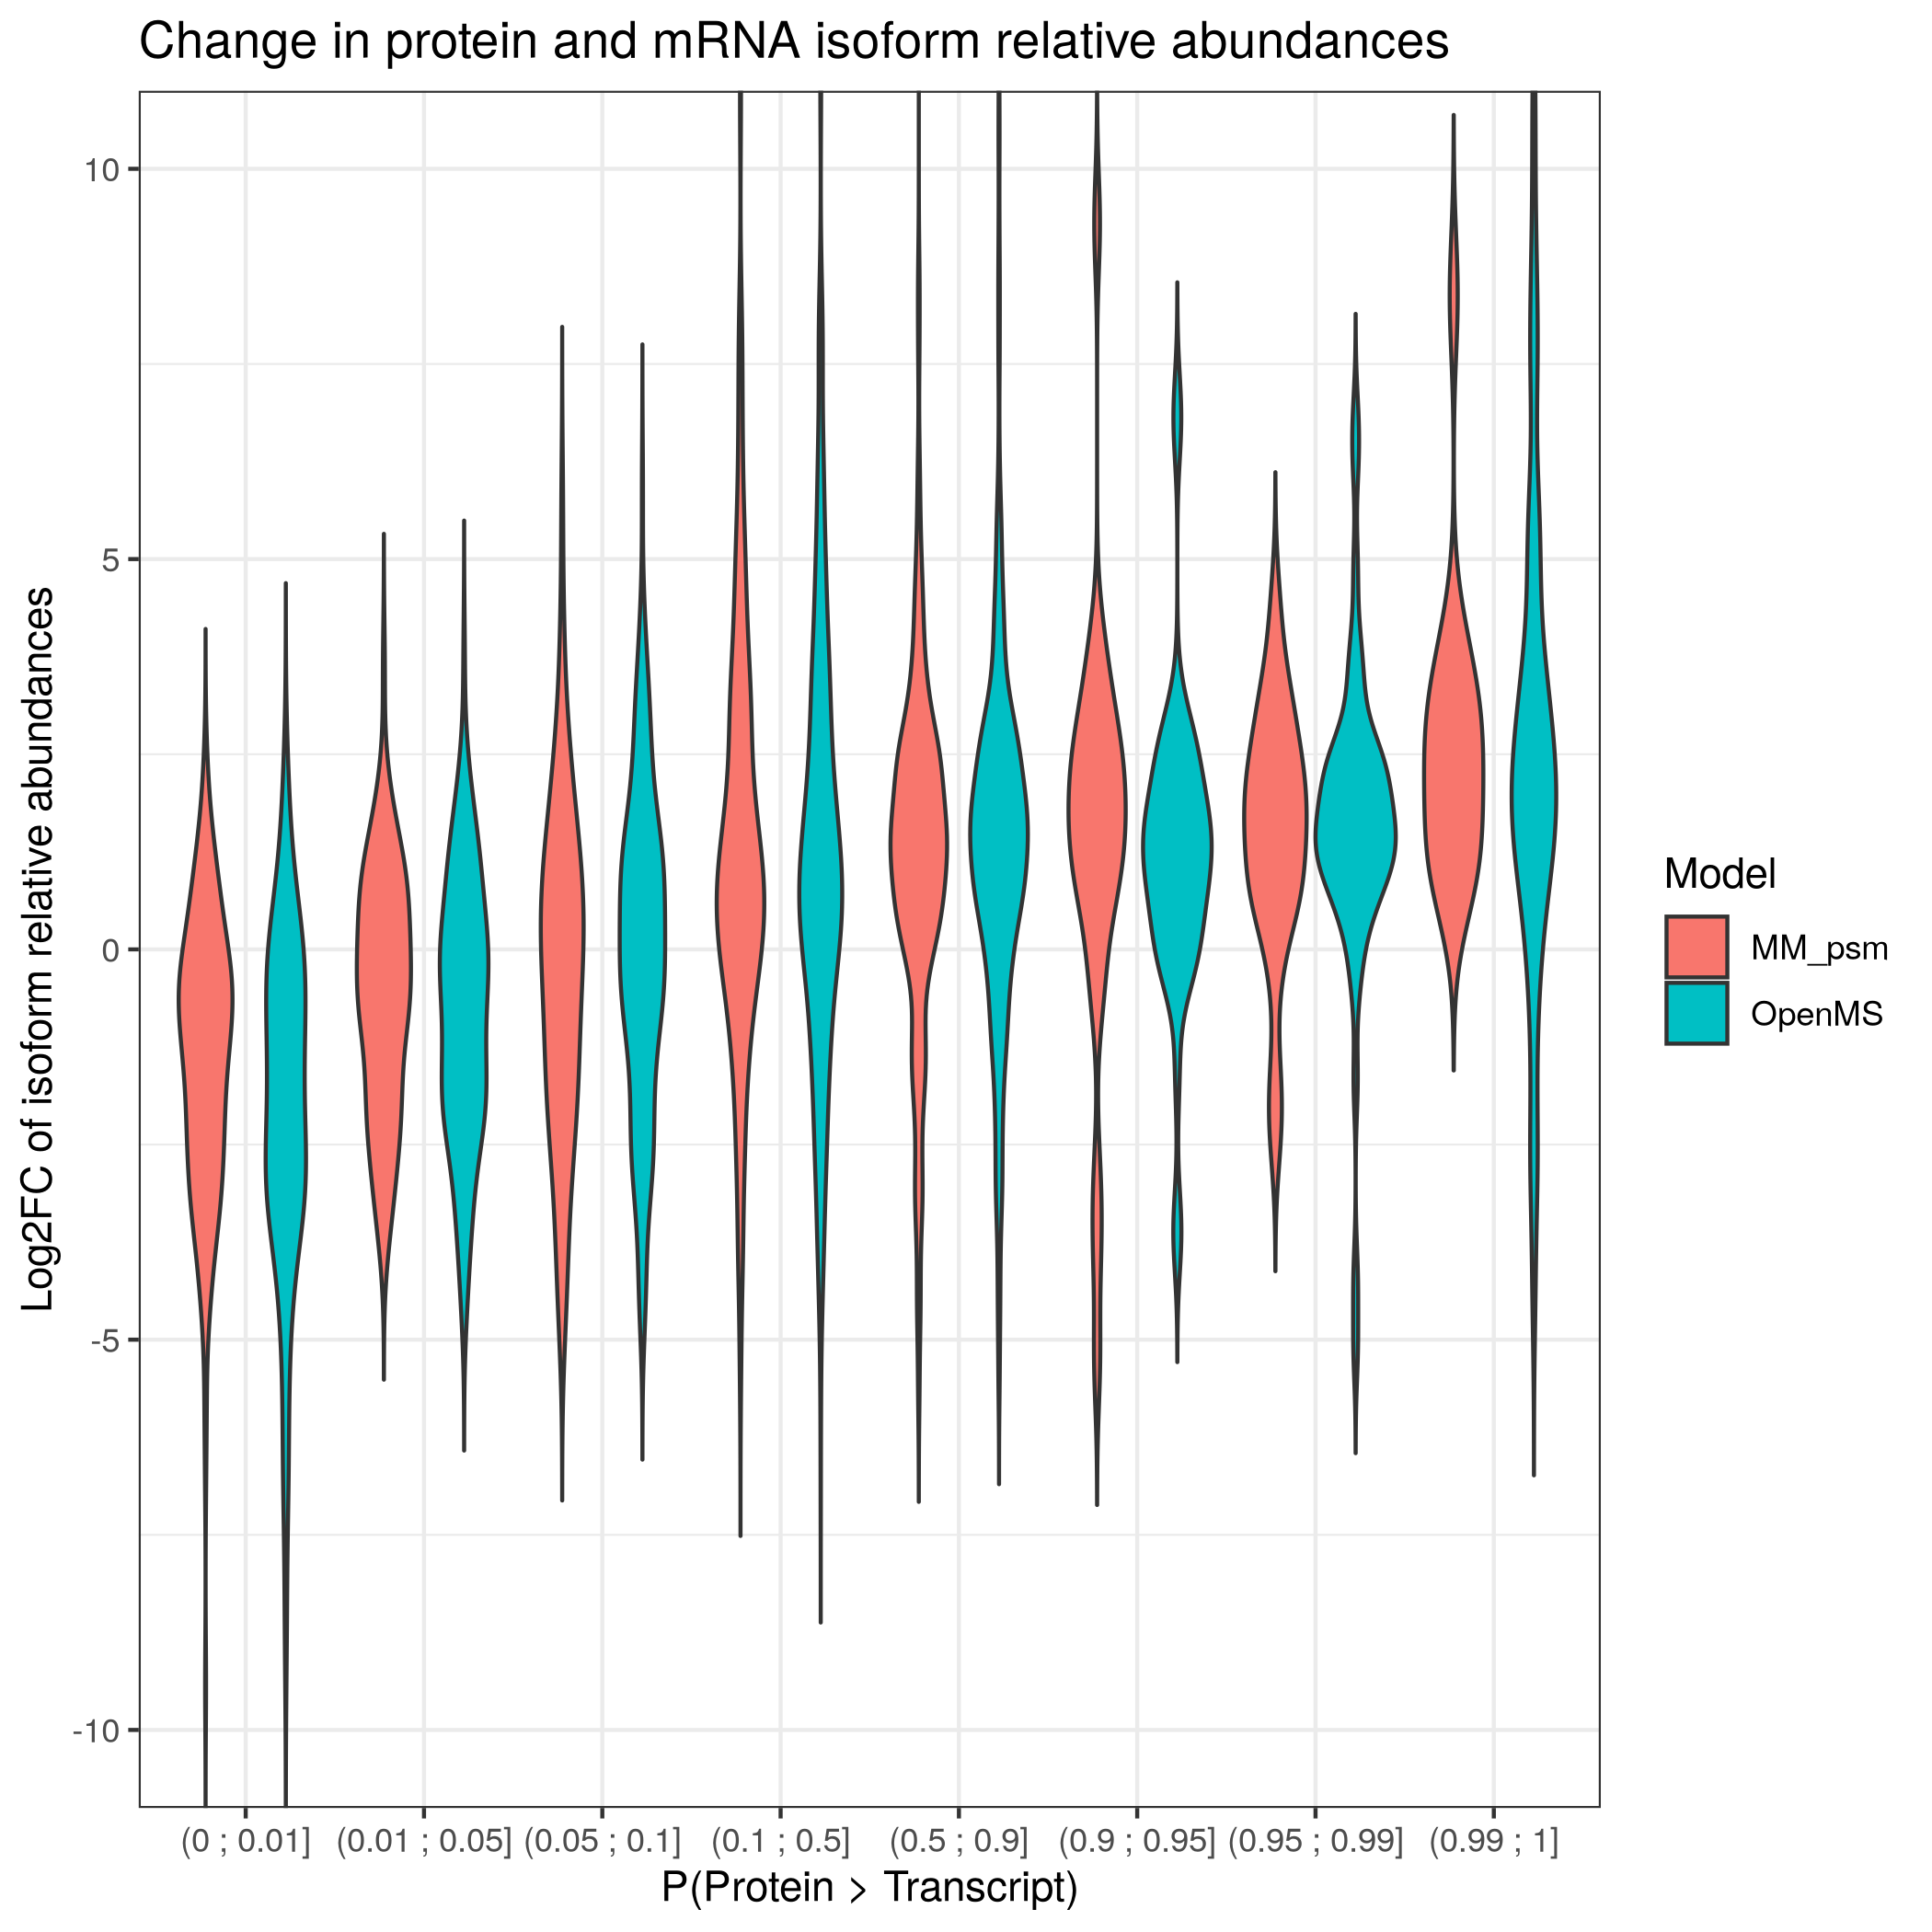 Change in protein and mRNA isoform relative abundances
Log2FC of isoform relative abundances
10
5
0
-5
-10
(0 ; 0.01]
(0.01 ; 0.05]
(0.05 ; 0.1]
(0.1 ; 0.5]
(0.5 ; 0.9]
(0.9 ; 0.95]
(0.95 ; 0.99]
(0.99 ; 1]
P(Protein > Transcript)
Model
MM_psm
OpenMS